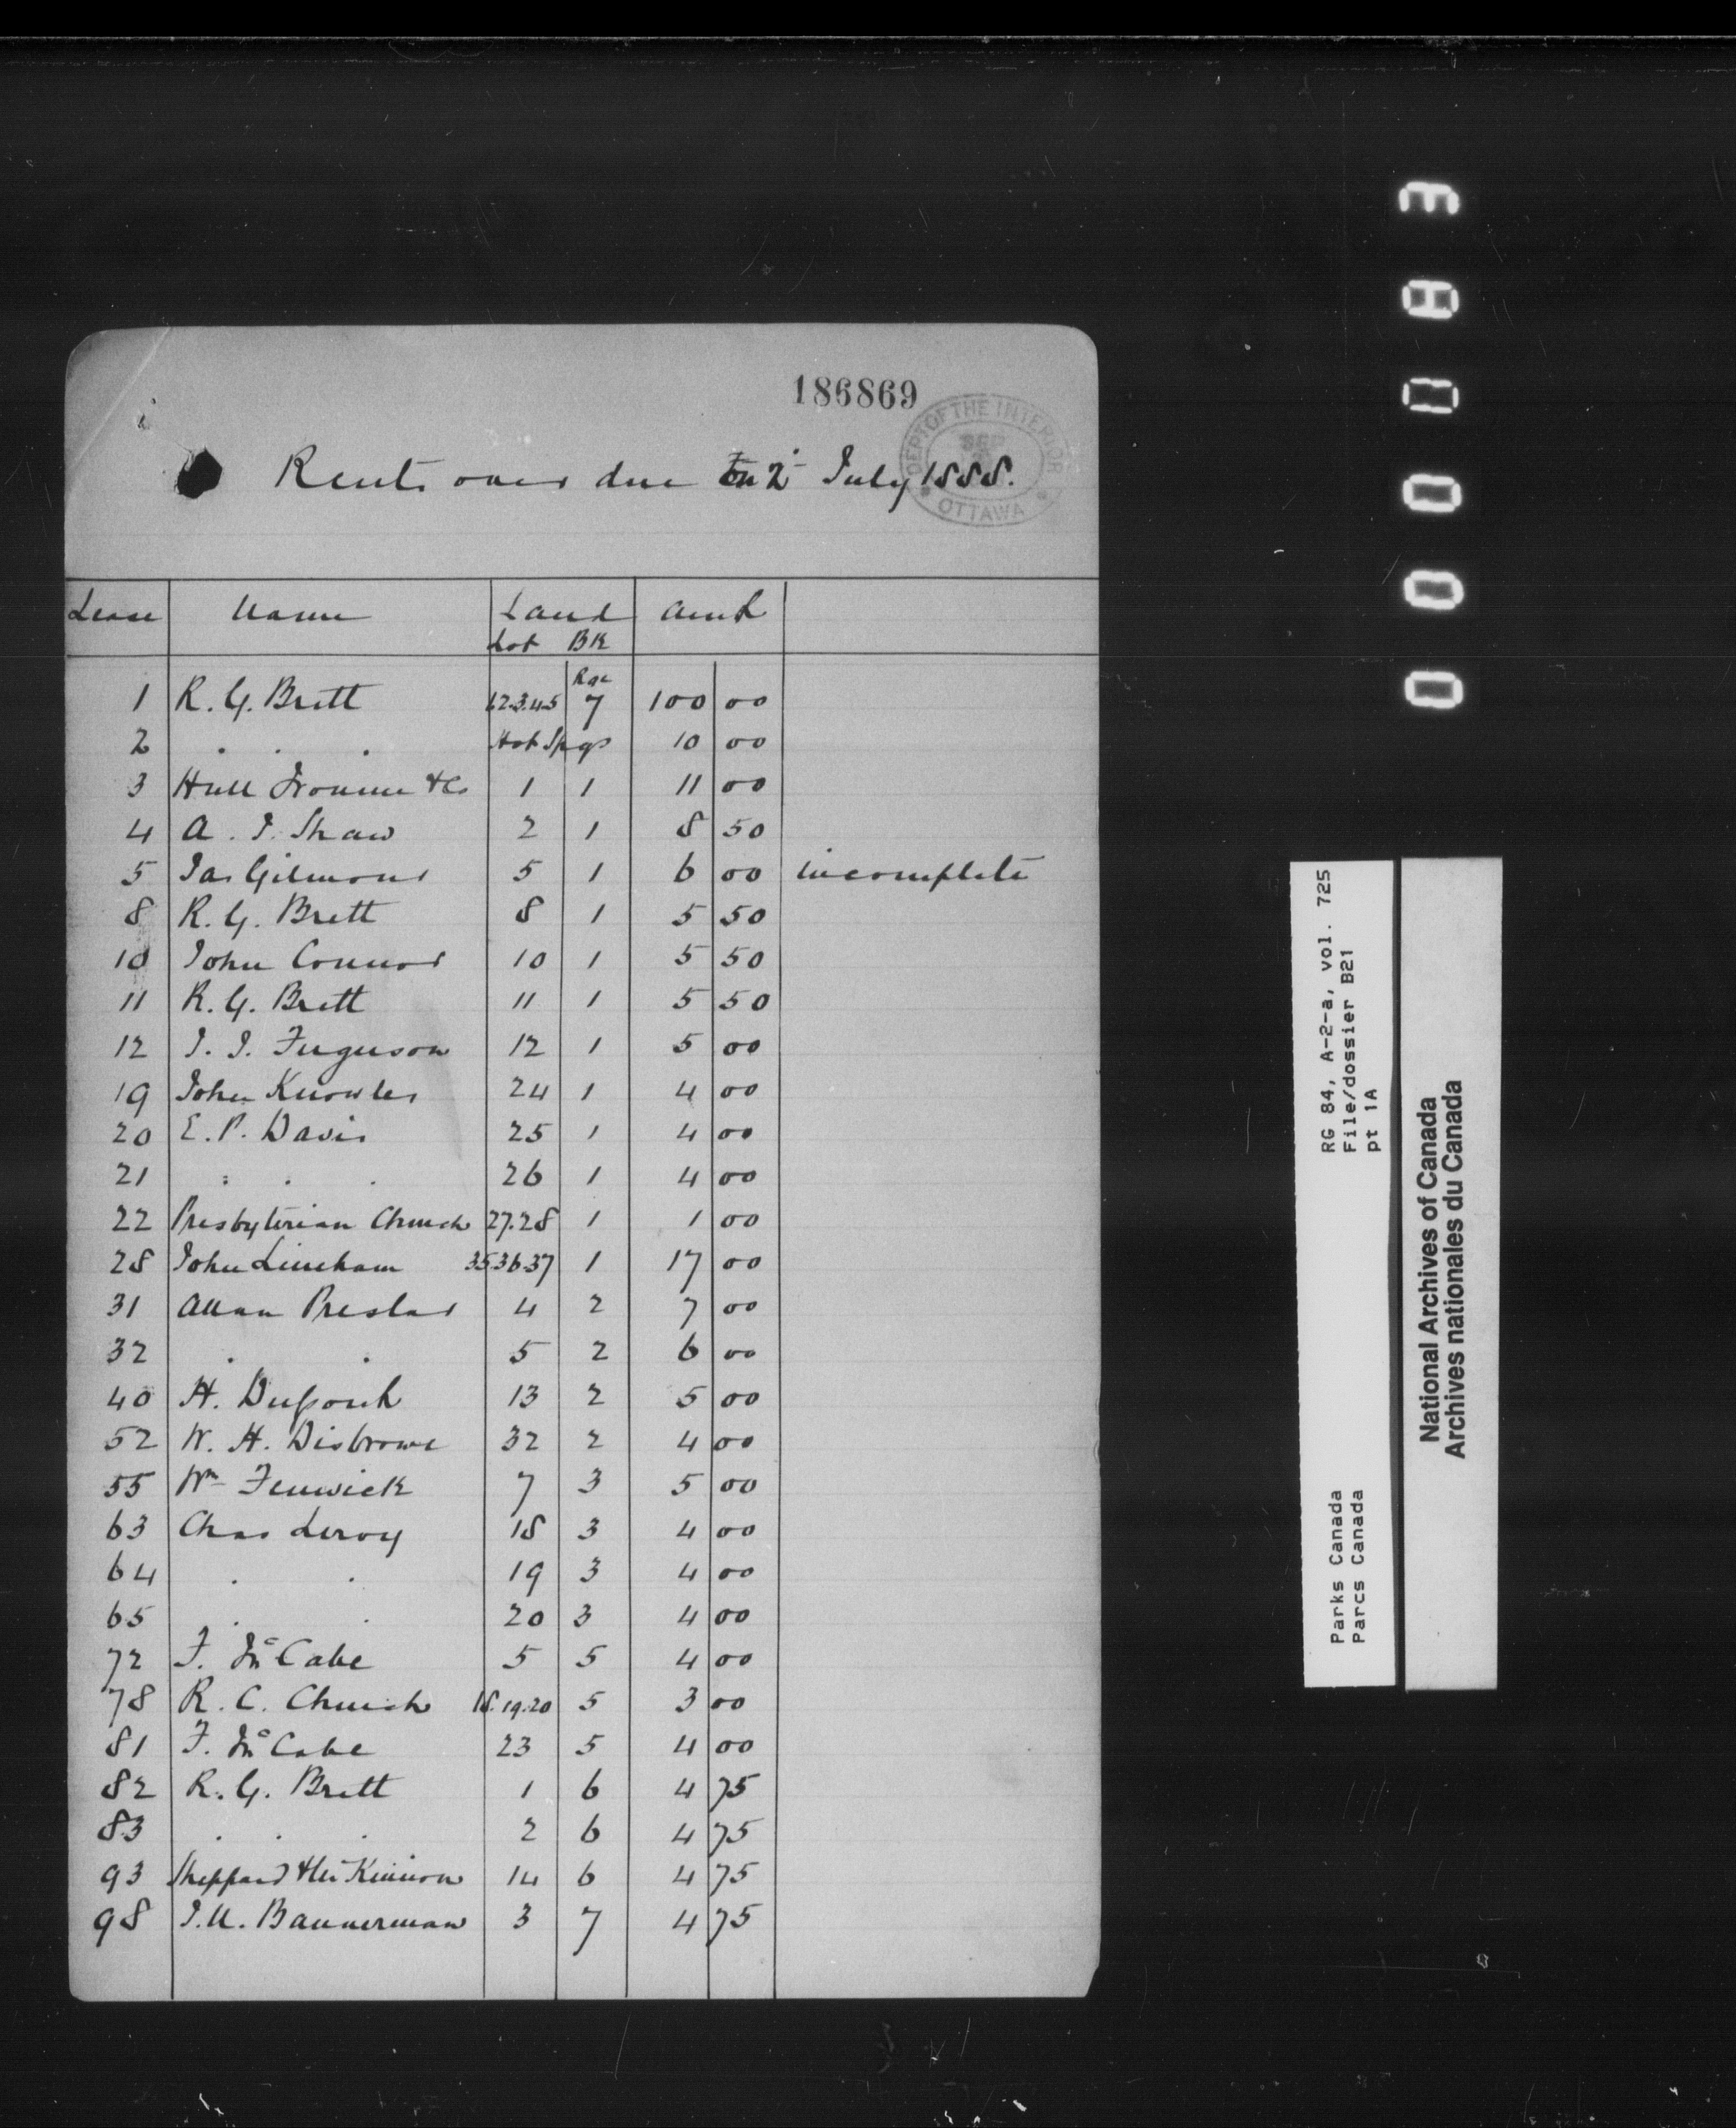 186869
DEPT OF THE INTERIOR
SEP
OTTAWA
Rents over due on 2 July 1888.
Lease Name Land Amt
Lot BK
Rge
1 R. G. Brett 1.2.3.4.5 7 100 00
2 . . . Hot Spgs 10 00
3 Hull Trounce & Co 1 1 11 00
4 A. J. Shaw 2 1 8 50
5 Jas Gilmour 5 1 6 00 incomplete
8 R. G. Brett 8 1 5 50
10 John Connor 10 1 5 50
11 R. G. Brett 11 1 5 50
12 J. J. Ferguson 12 1 5 00
19 John Knowles 24 1 4 00
20 E. P. Davis 25 1 4 00
21 . . . 26 1 4 00
22 Presbyterian Church 27.28 1 1 00
28 John Lineham 35.36.37 1 17 00
31 Allan Preslar 4 2 7 00
32 . . 5 2 6 00
40 H. Dupont 13 2 5 00
52 W. H. Disbrowe 32 2 4 00
55 Wm Fenwick 7 3 5 00
63 Chas Leroy 18 3 4 00
64 . . 19 3 4 00
65 . . 20 3 4 00
72 F. McCabe 5 5 4 00
78 R. C. Church 18.19.20 5 3 00
81 F. McCabe 23 5 4 00
82 R. G. Brett 1 6 4 75
83 . . . 2 6 4 75
93 Sheppard & McKinnon 14 6 4 75
98 Bannerman 3 7 4 75
000083
RG 84, A-2-a, vol. 725
File/dossier B21
pt 1A
Parks Canada
Parcs Canada
National Archives of Canada
Archives nationales du Canada